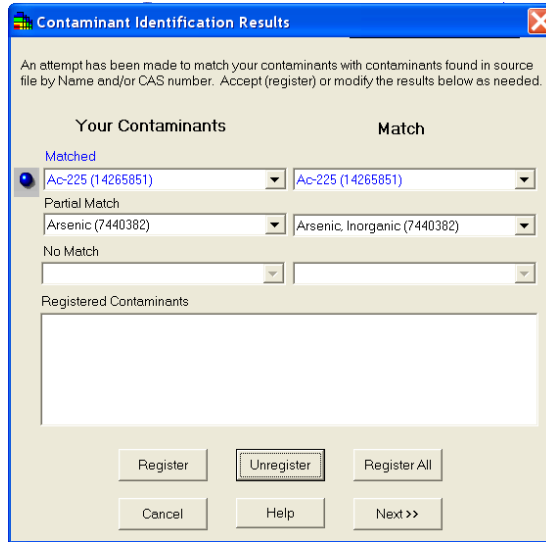 Contaminant Identification Results
An attempt has been made to match your contaminants with contaminants found in source
file by Name and/or CAS number. Accept (register) or modify the results below as needed.
Your Contaminants Match
Matched
Ac-225 (14265851) Ac-225 (14265851)
Partial Match
Arsenic (7440382) Arsenic, Inorganic (7440382)
No Match
Registered Contaminants
Register Unregister Register All
Cancel Help Next >>